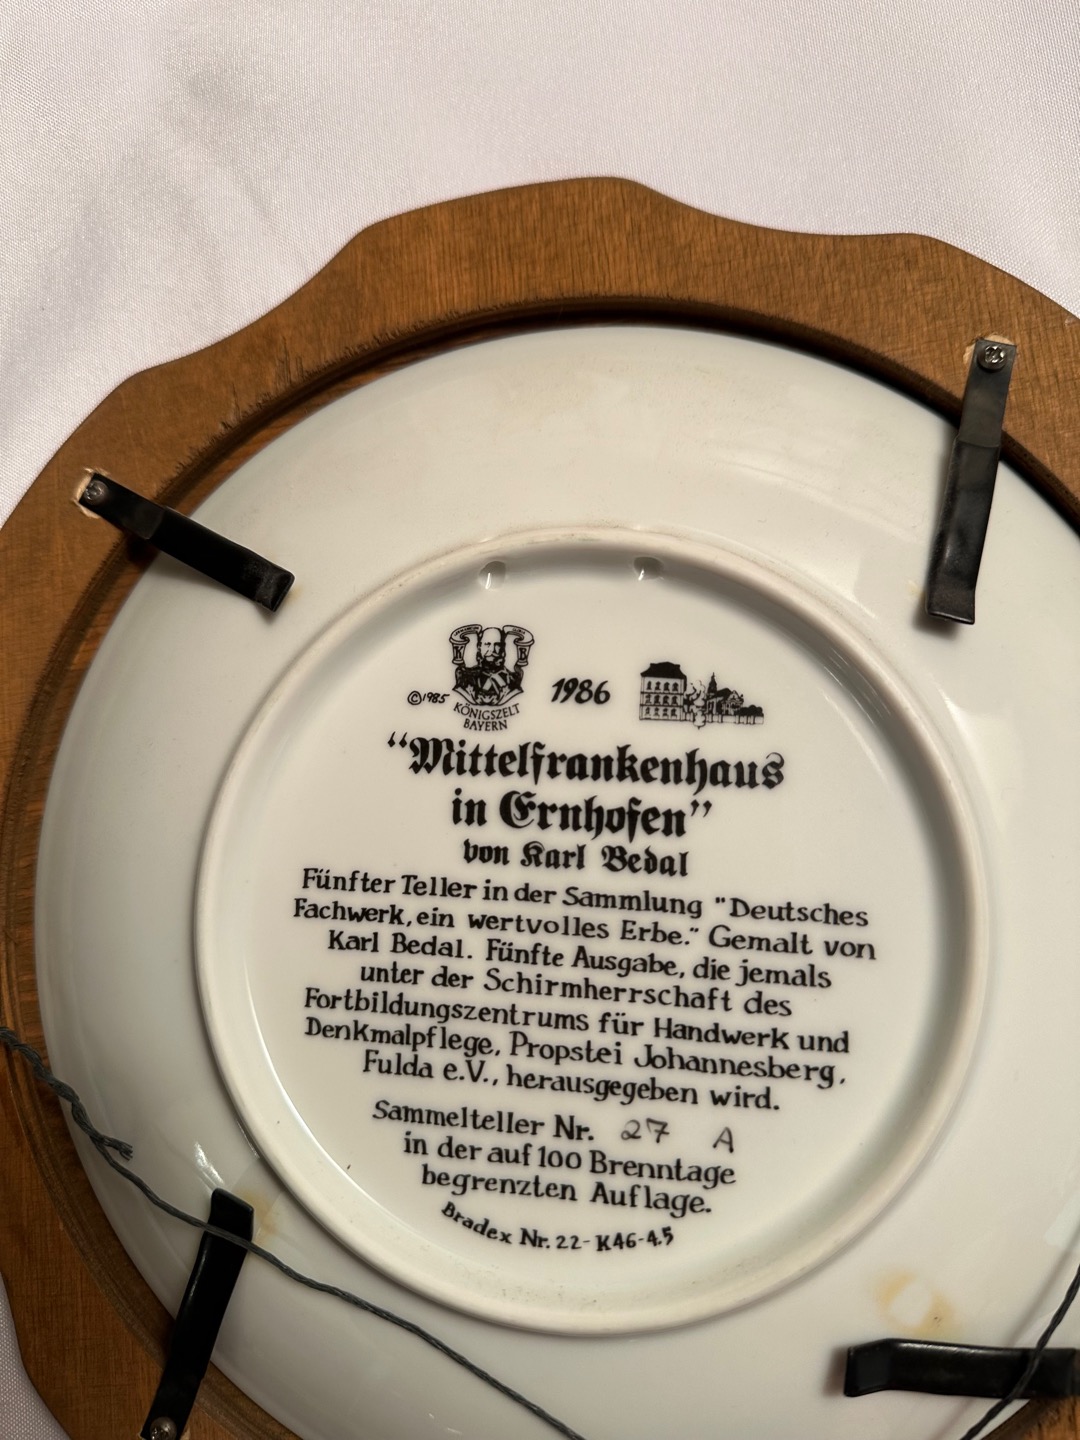 ©1985
KÖNIGSZELT
BAYERN
1986
“Mittelfrankenhaus
in Ernhofen”
von Karl Bedal
Fünfter Teller in der Sammlung "Deutsches
Fachwerk, ein wertvolles Erbe." Gemalt von
Karl Bedal. Fünfte Ausgabe, die jemals
unter der Schirmherrschaft des
Fortbildungszentrums für Handwerk und
Denkmalpflege, Propstei Johannesberg,
Fulda e.V., herausgegeben wird.
Sammelteller Nr. 27 A
in der auf 100 Brenntage
begrenzten Auflage.
Bradex Nr. 22-K46-4.5